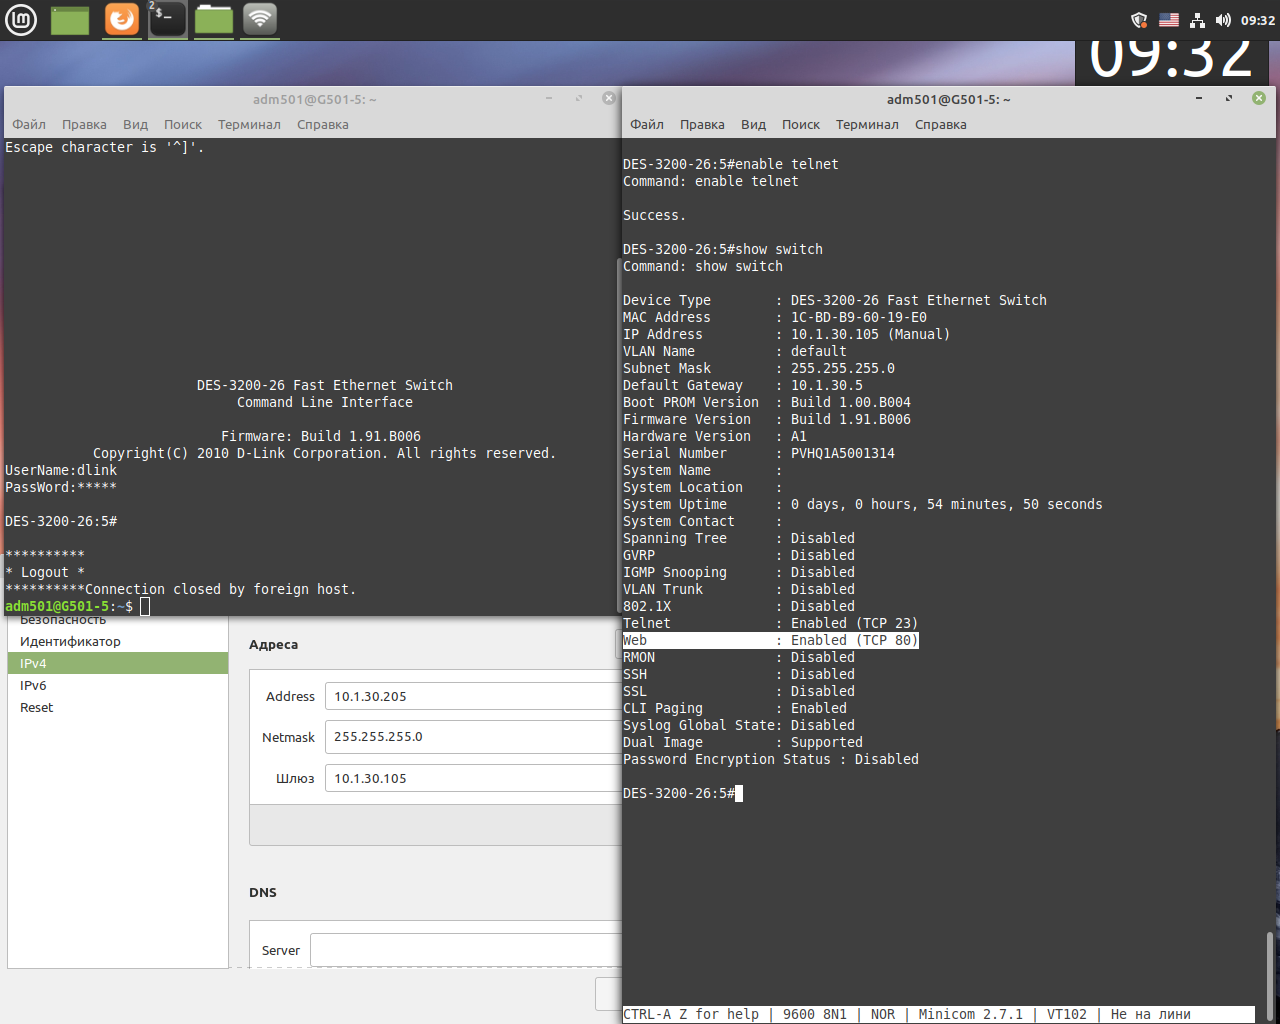 2
$_
09:32
09:32
adm501@G501-5: ~
Файл Правка Вид Поиск Терминал Справка
Escape character is '^]'.
DES-3200-26 Fast Ethernet Switch
Command Line Interface
Firmware: Build 1.91.B006
Copyright(C) 2010 D-Link Corporation. All rights reserved.
UserName:dlink
PassWord:*****
DES-3200-26:5#
**********
* Logout *
**********Connection closed by foreign host.
adm501@G501-5:~$
Безопасность
Идентификатор
IPv4
IPv6
Reset
Адреса
Address 10.1.30.205
Netmask 255.255.255.0
Шлюз 10.1.30.105
DNS
Server
adm501@G501-5: ~
Файл Правка Вид Поиск Терминал Справка
DES-3200-26:5#enable telnet
Command: enable telnet
Success.
DES-3200-26:5#show switch
Command: show switch
Device Type : DES-3200-26 Fast Ethernet Switch
MAC Address : 1C-BD-B9-60-19-E0
IP Address : 10.1.30.105 (Manual)
VLAN Name : default
Subnet Mask : 255.255.255.0
Default Gateway : 10.1.30.5
Boot PROM Version : Build 1.00.B004
Firmware Version : Build 1.91.B006
Hardware Version : A1
Serial Number : PVHQ1A5001314
System Name :
System Location :
System Uptime : 0 days, 0 hours, 54 minutes, 50 seconds
System Contact :
Spanning Tree : Disabled
GVRP : Disabled
IGMP Snooping : Disabled
VLAN Trunk : Disabled
802.1X : Disabled
Telnet : Enabled (TCP 23)
Web : Enabled (TCP 80)
RMON : Disabled
SSH : Disabled
SSL : Disabled
CLI Paging : Enabled
Syslog Global State: Disabled
Dual Image : Supported
Password Encryption Status : Disabled
DES-3200-26:5#
CTRL-A Z for help | 9600 8N1 | NOR | Minicom 2.7.1 | VT102 | Не на лини